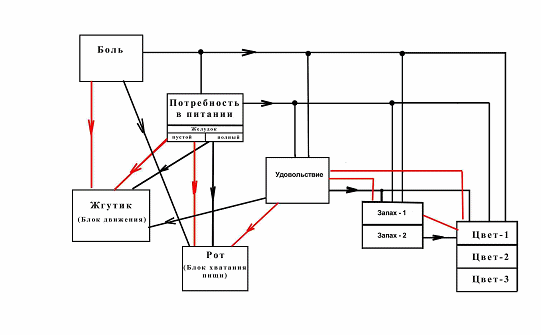 Боль
Потребность
в питании
Желудок
пустой полный
Удовольствие
Жгутик
(Блок движения)
Запах - 1
Запах - 2
Цвет-1
Цвет-2
Цвет-3
Рот
(Блок хватания
пищи)